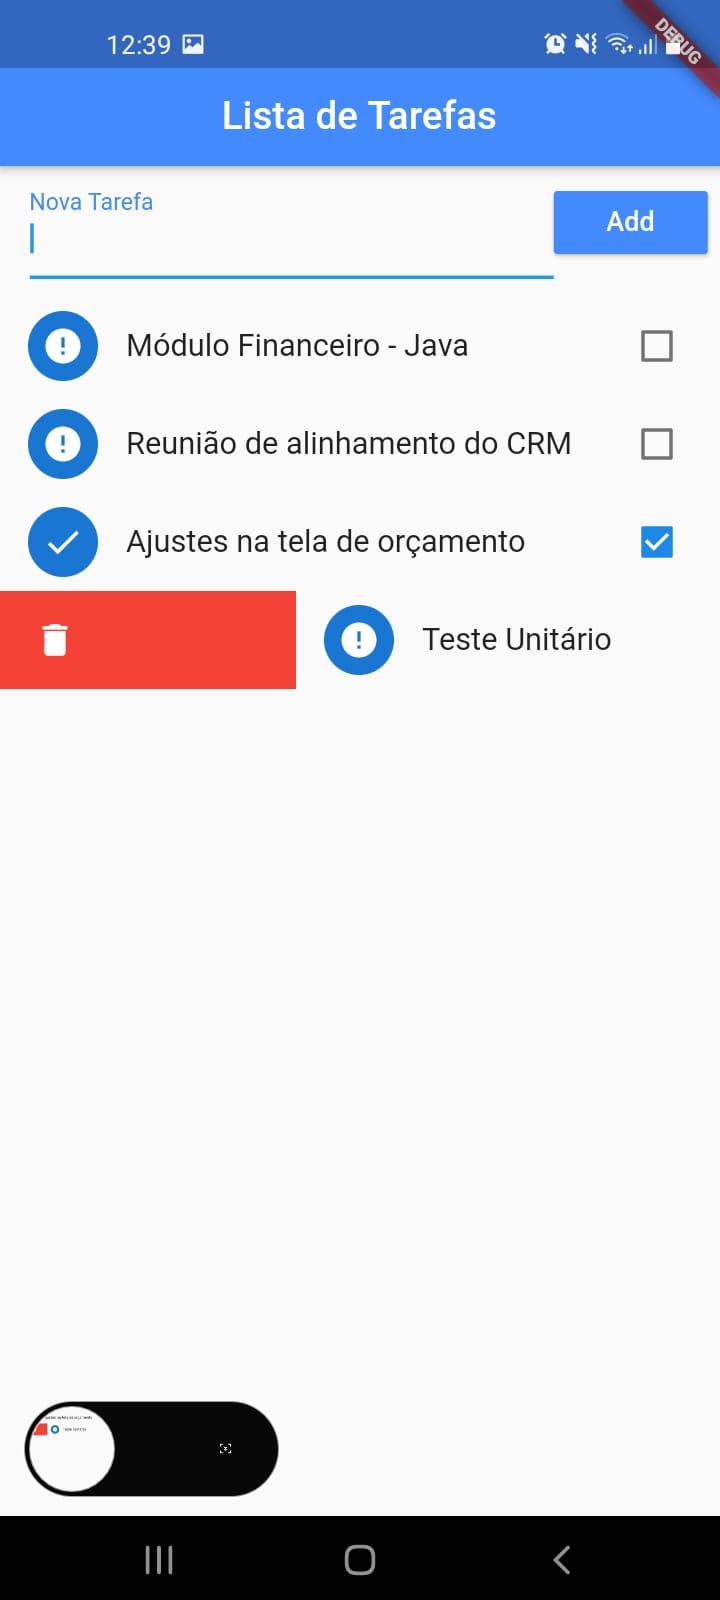 12:39
DEBUG
Lista de Tarefas
Nova Tarefa
Add
Módulo Financeiro - Java
Reunião de alinhamento do CRM
Ajustes na tela de orçamento
Teste Unitário